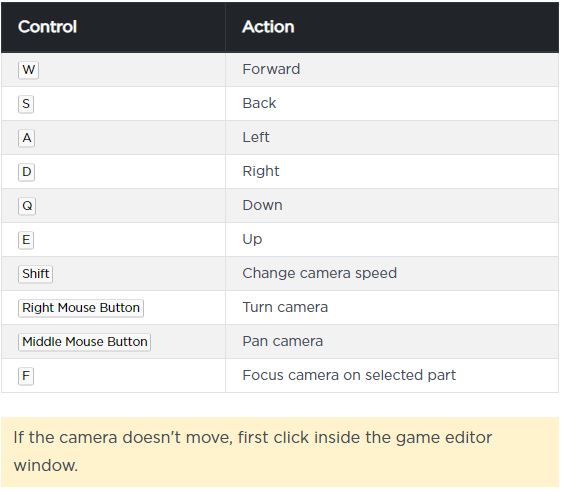 Control Action
W Forward
S Back
A Left
D Right
Q Down
E Up
Shift Change camera speed
Right Mouse Button Turn camera
Middle Mouse Button Pan camera
F Focus camera on selected part
If the camera doesn't move, first click inside the game editor
window.